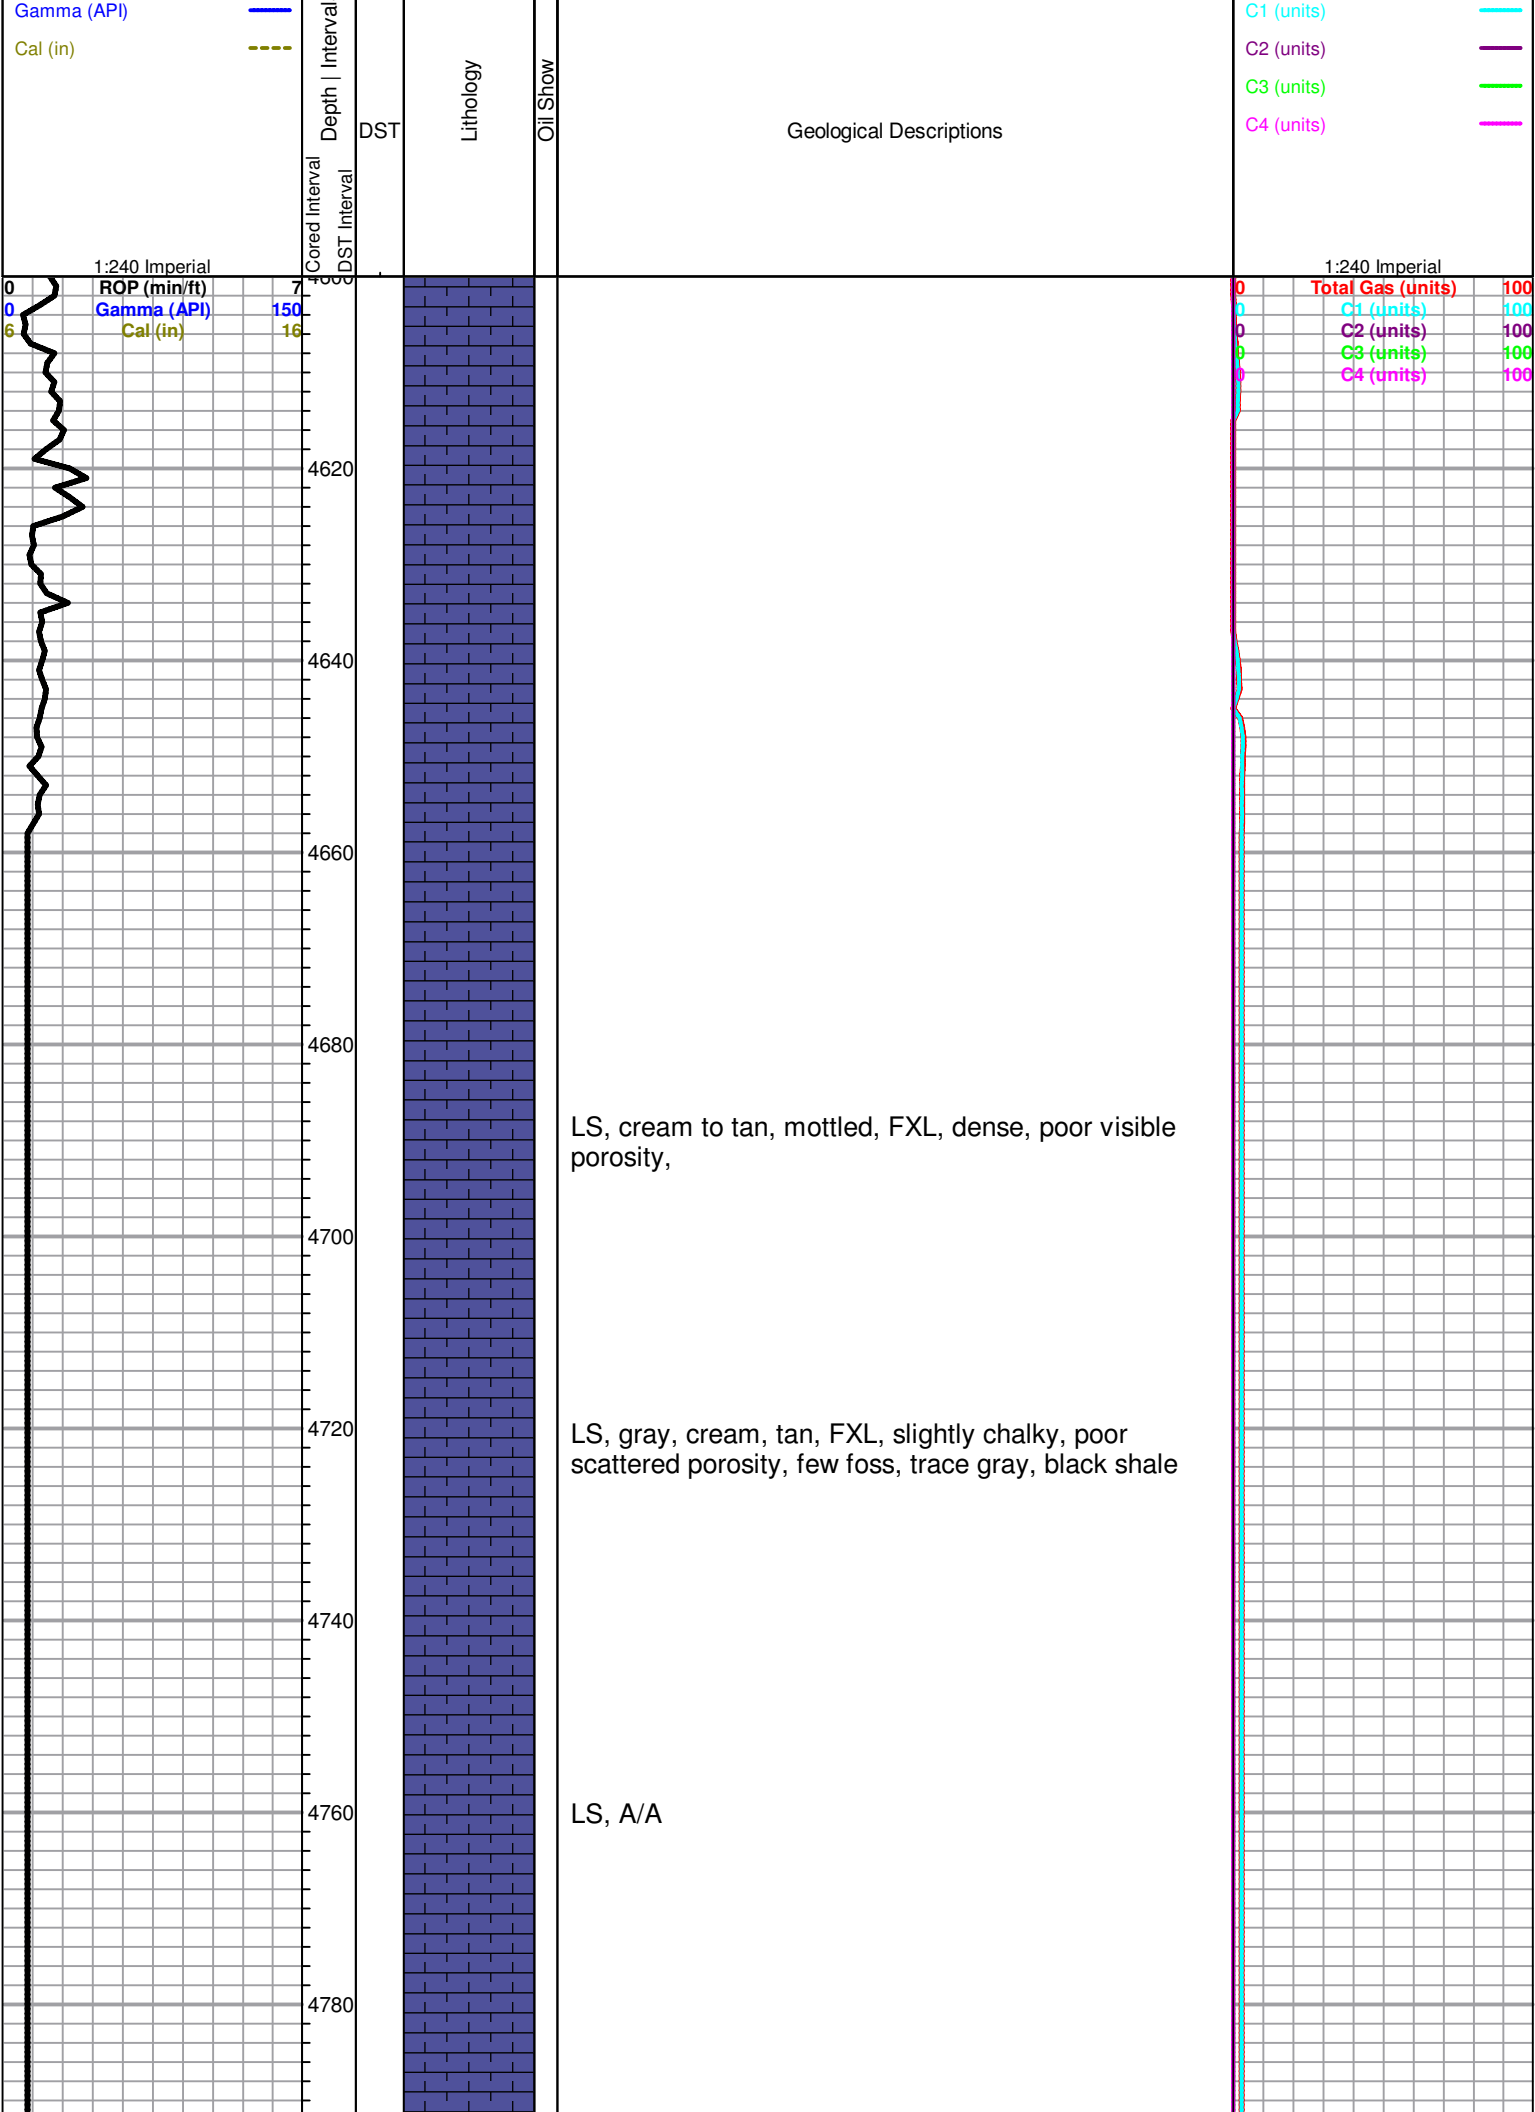 Gamma (API)
Cal (in)
Cored Interval
Depth | Interval
DST Interval
DST
Lithology
Oil Show
Geological Descriptions
C1 (units)
C2 (units)
C3 (units)
C4 (units)
1:240 Imperial
1:240 Imperial
4600
0 ROP (min/ft) 7
0 Gamma (API) 150
6 Cal (in) 16
0 Total Gas (units) 100
0 C1 (units) 100
0 C2 (units) 100
0 C3 (units) 100
0 C4 (units) 100
4620
4640
4660
4680
LS, cream to tan, mottled, FXL, dense, poor visible
porosity,
4700
4720
LS, gray, cream, tan, FXL, slightly chalky, poor
scattered porosity, few foss, trace gray, black shale
4740
4760
LS, A/A
4780